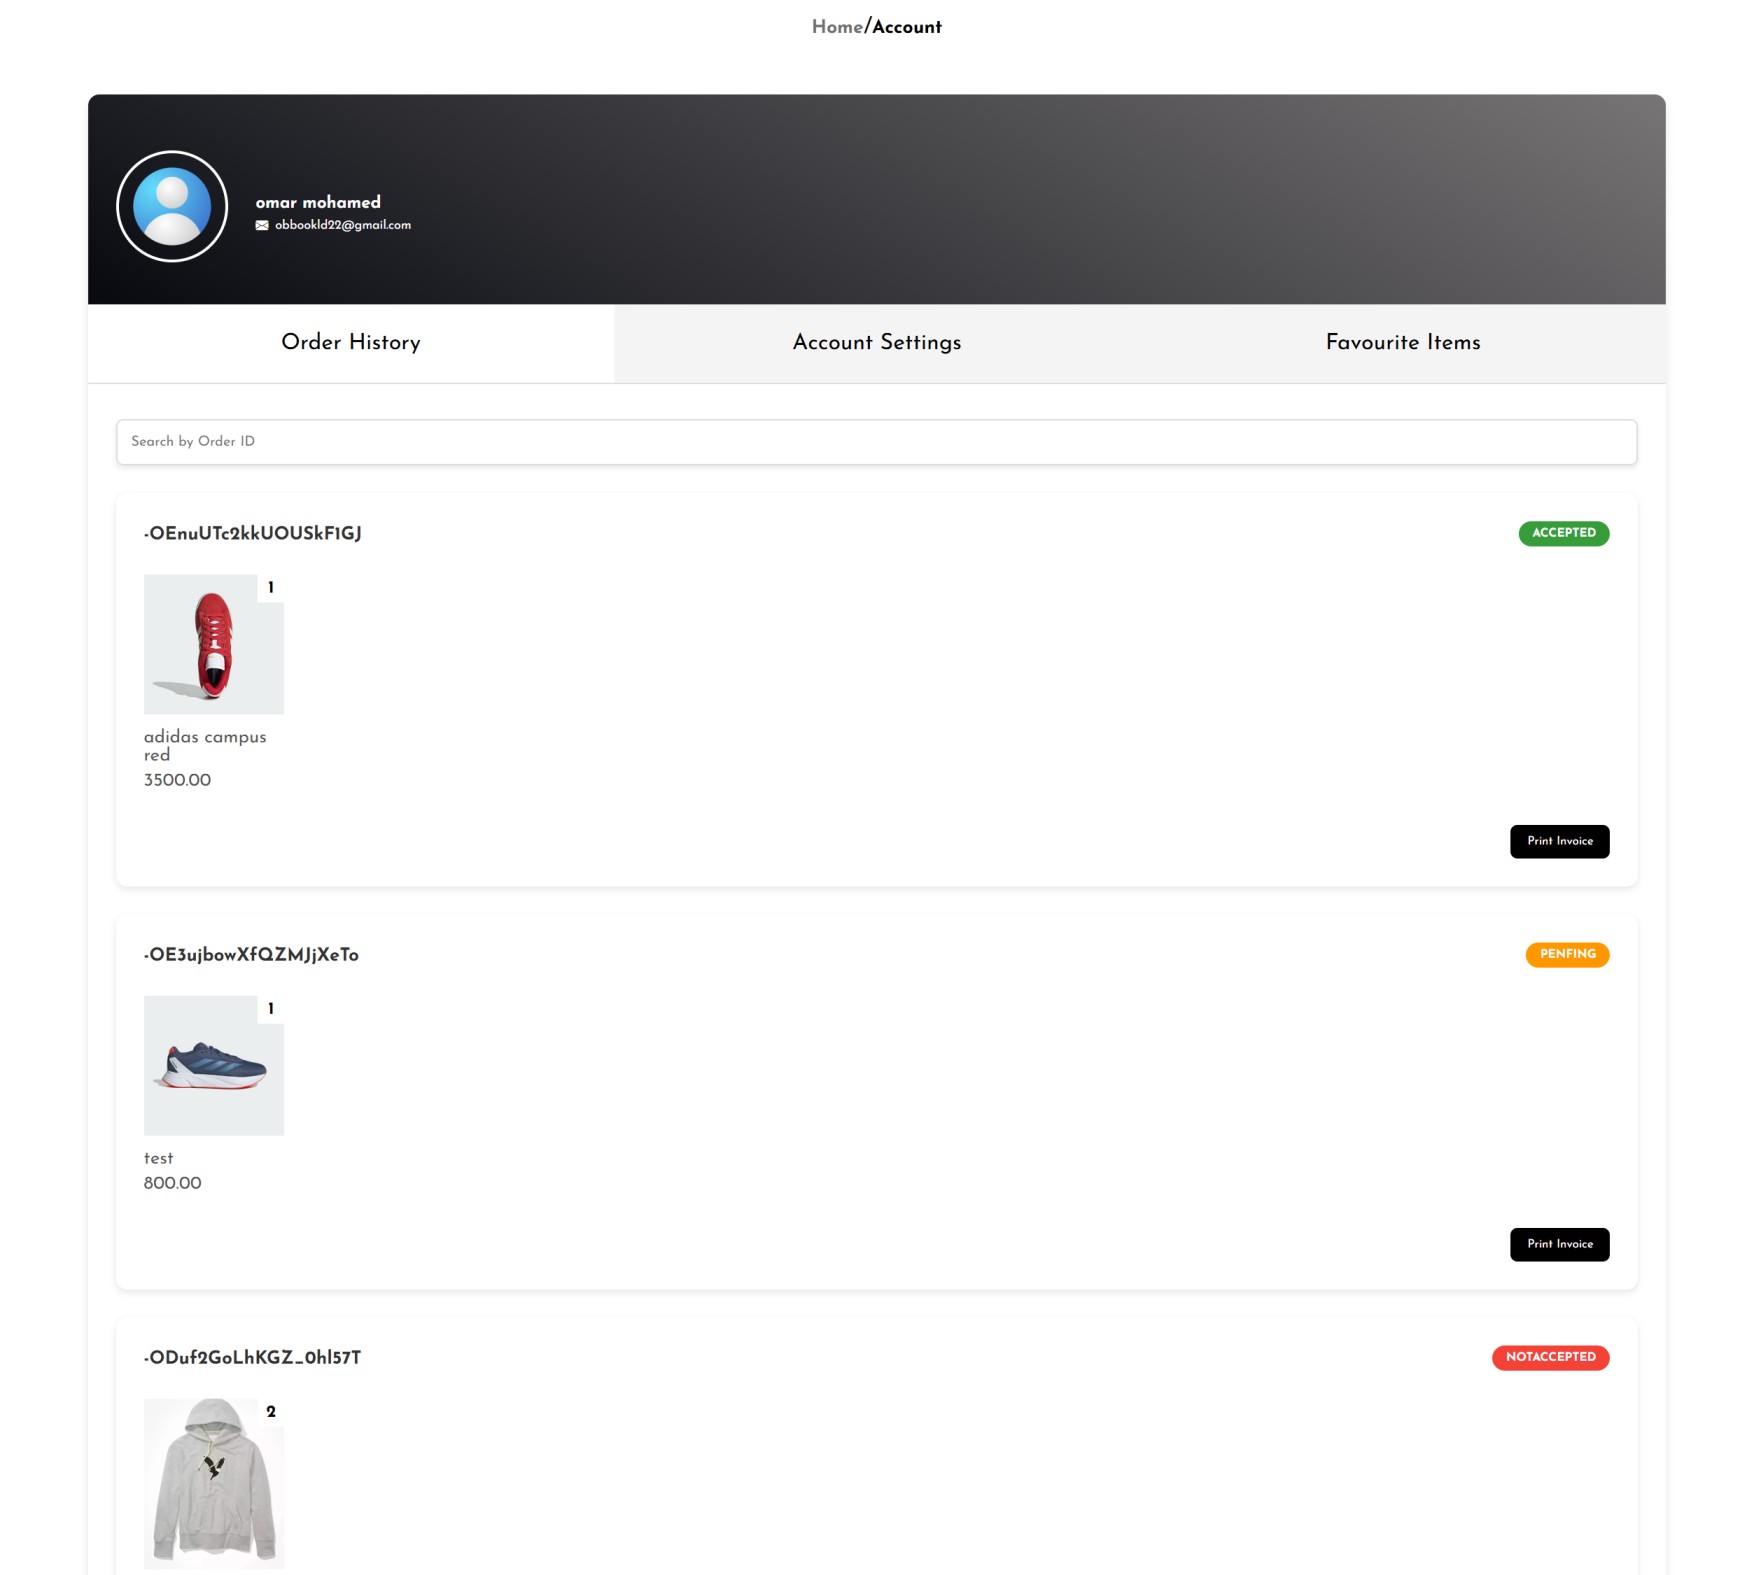 Home/Account
omar mohamed
obbookld22@gmail.com
Order History
Account Settings
Favourite Items
Search by Order ID
-OEnuUTc2kkUOUSkF1GJ
ACCEPTED
1
adidas campus
red
3500.00
Print Invoice
-OE3ujbowXfQZMJjXeTo
PENFING
1
test
800.00
Print Invoice
-ODuf2GoLhKGZ_0hl57T
NOTACCEPTED
2